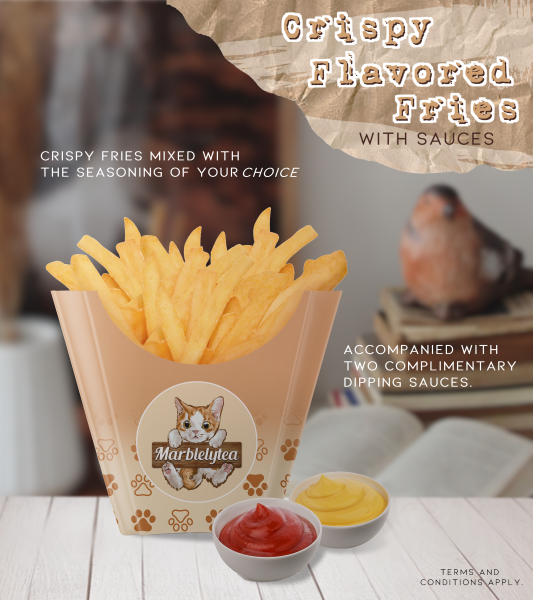 Crispy
Flavored
Fries
WITH SAUCES
CRISPY FRIES MIXED WITH
THE SEASONING OF YOUR CHOICE
ACCOMPANIED WITH
TWO COMPLIMENTARY
DIPPING SAUCES.
Marblelytea
TERMS AND
CONDITIONS APPLY.